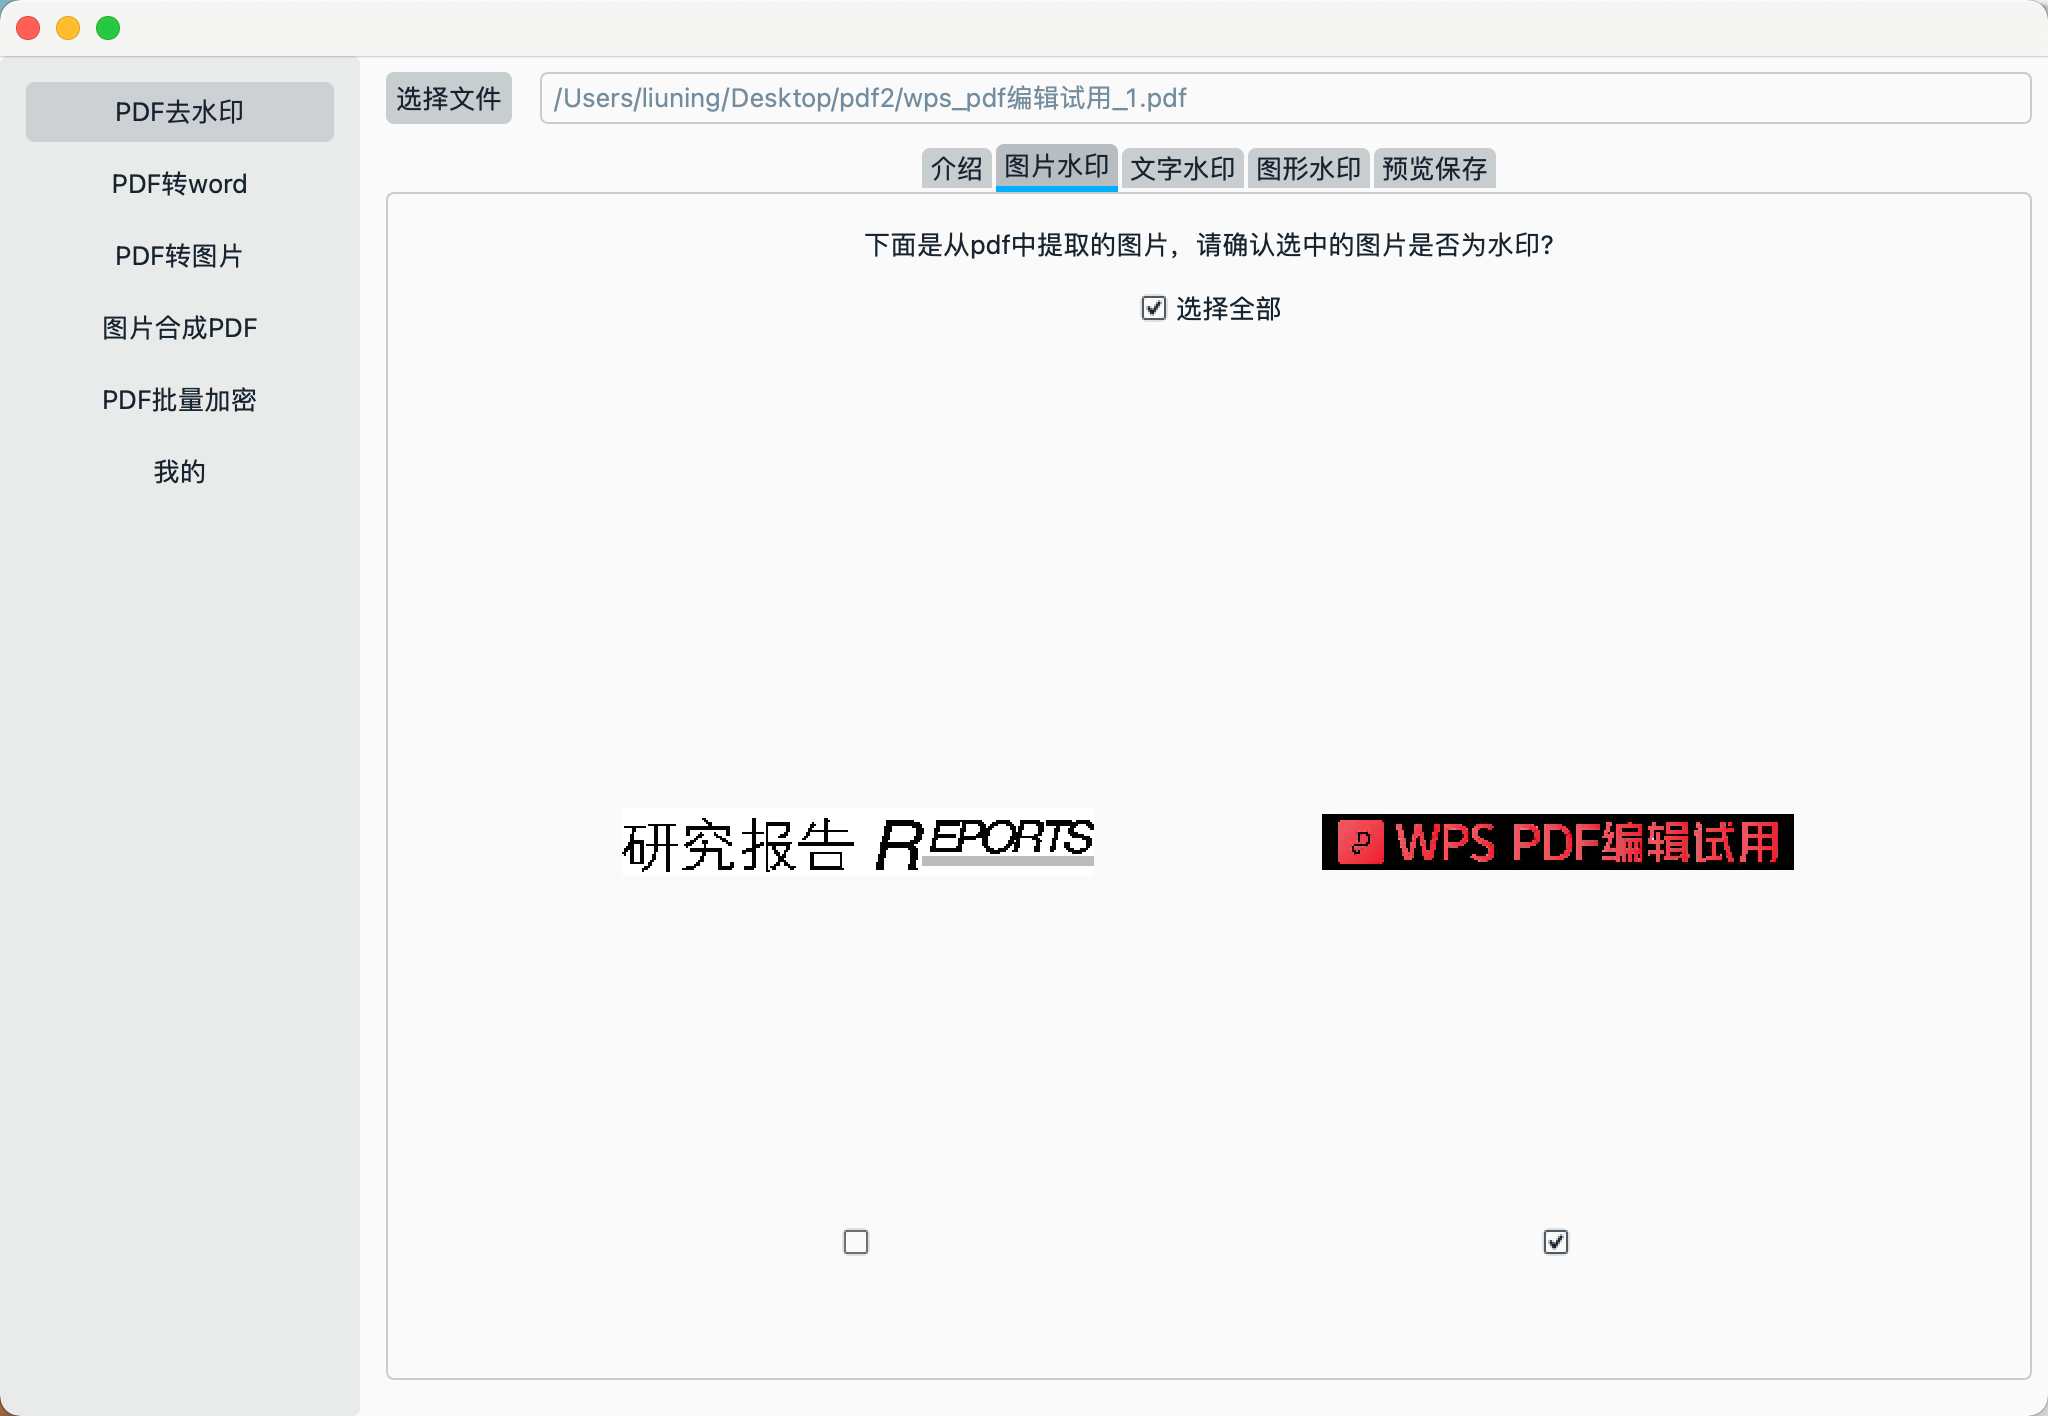 PDF去水印
PDF转word
PDF转图片
图片合成PDF
PDF批量加密
我的
选择文件
/Users/liuning/Desktop/pdf2/wps_pdf编辑试用_1.pdf
介绍 图片水印 文字水印 图形水印 预览保存
下面是从pdf中提取的图片，请确认选中的图片是否为水印?
选择全部
研究报告 REPORTS
WPS PDF编辑试用